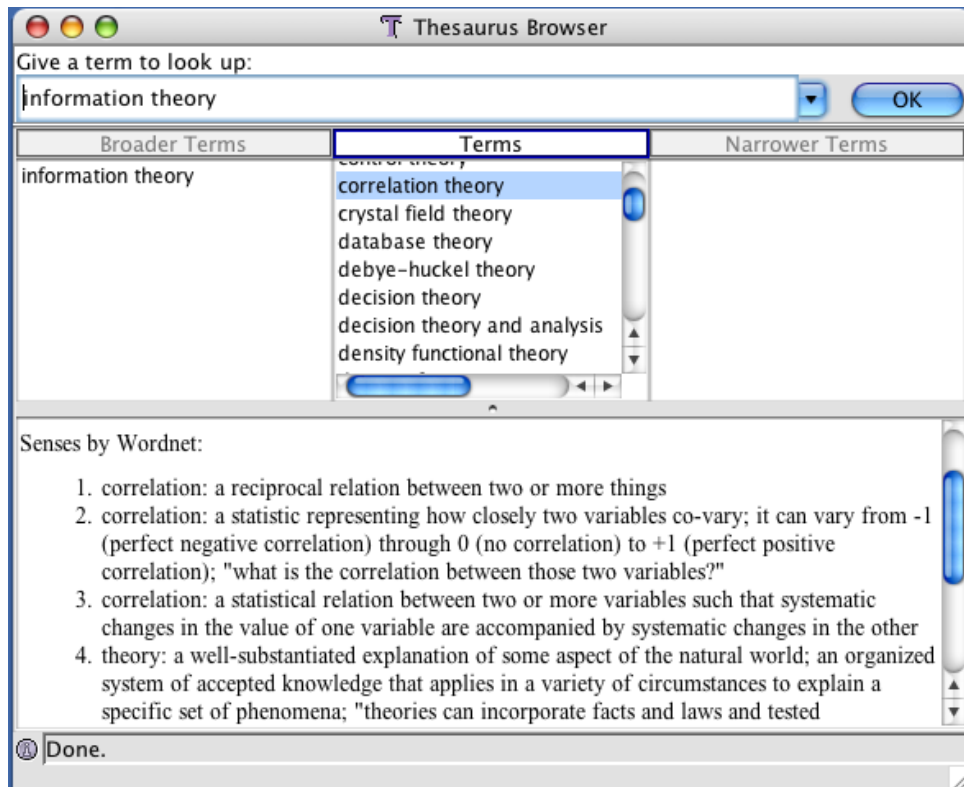 Thesaurus Browser
Give a term to look up:
information theory
OK
Broader Terms
Terms
Narrower Terms
information theory
control theory
correlation theory
crystal field theory
database theory
debye-huckel theory
decision theory
decision theory and analysis
density functional theory
Senses by Wordnet:
1. correlation: a reciprocal relation between two or more things
2. correlation: a statistic representing how closely two variables co-vary; it can vary from -1
(perfect negative correlation) through 0 (no correlation) to +1 (perfect positive
correlation); "what is the correlation between those two variables?"
3. correlation: a statistical relation between two or more variables such that systematic
changes in the value of one variable are accompanied by systematic changes in the other
4. theory: a well-substantiated explanation of some aspect of the natural world; an organized
system of accepted knowledge that applies in a variety of circumstances to explain a
specific set of phenomena; "theories can incorporate facts and laws and tested
Done.